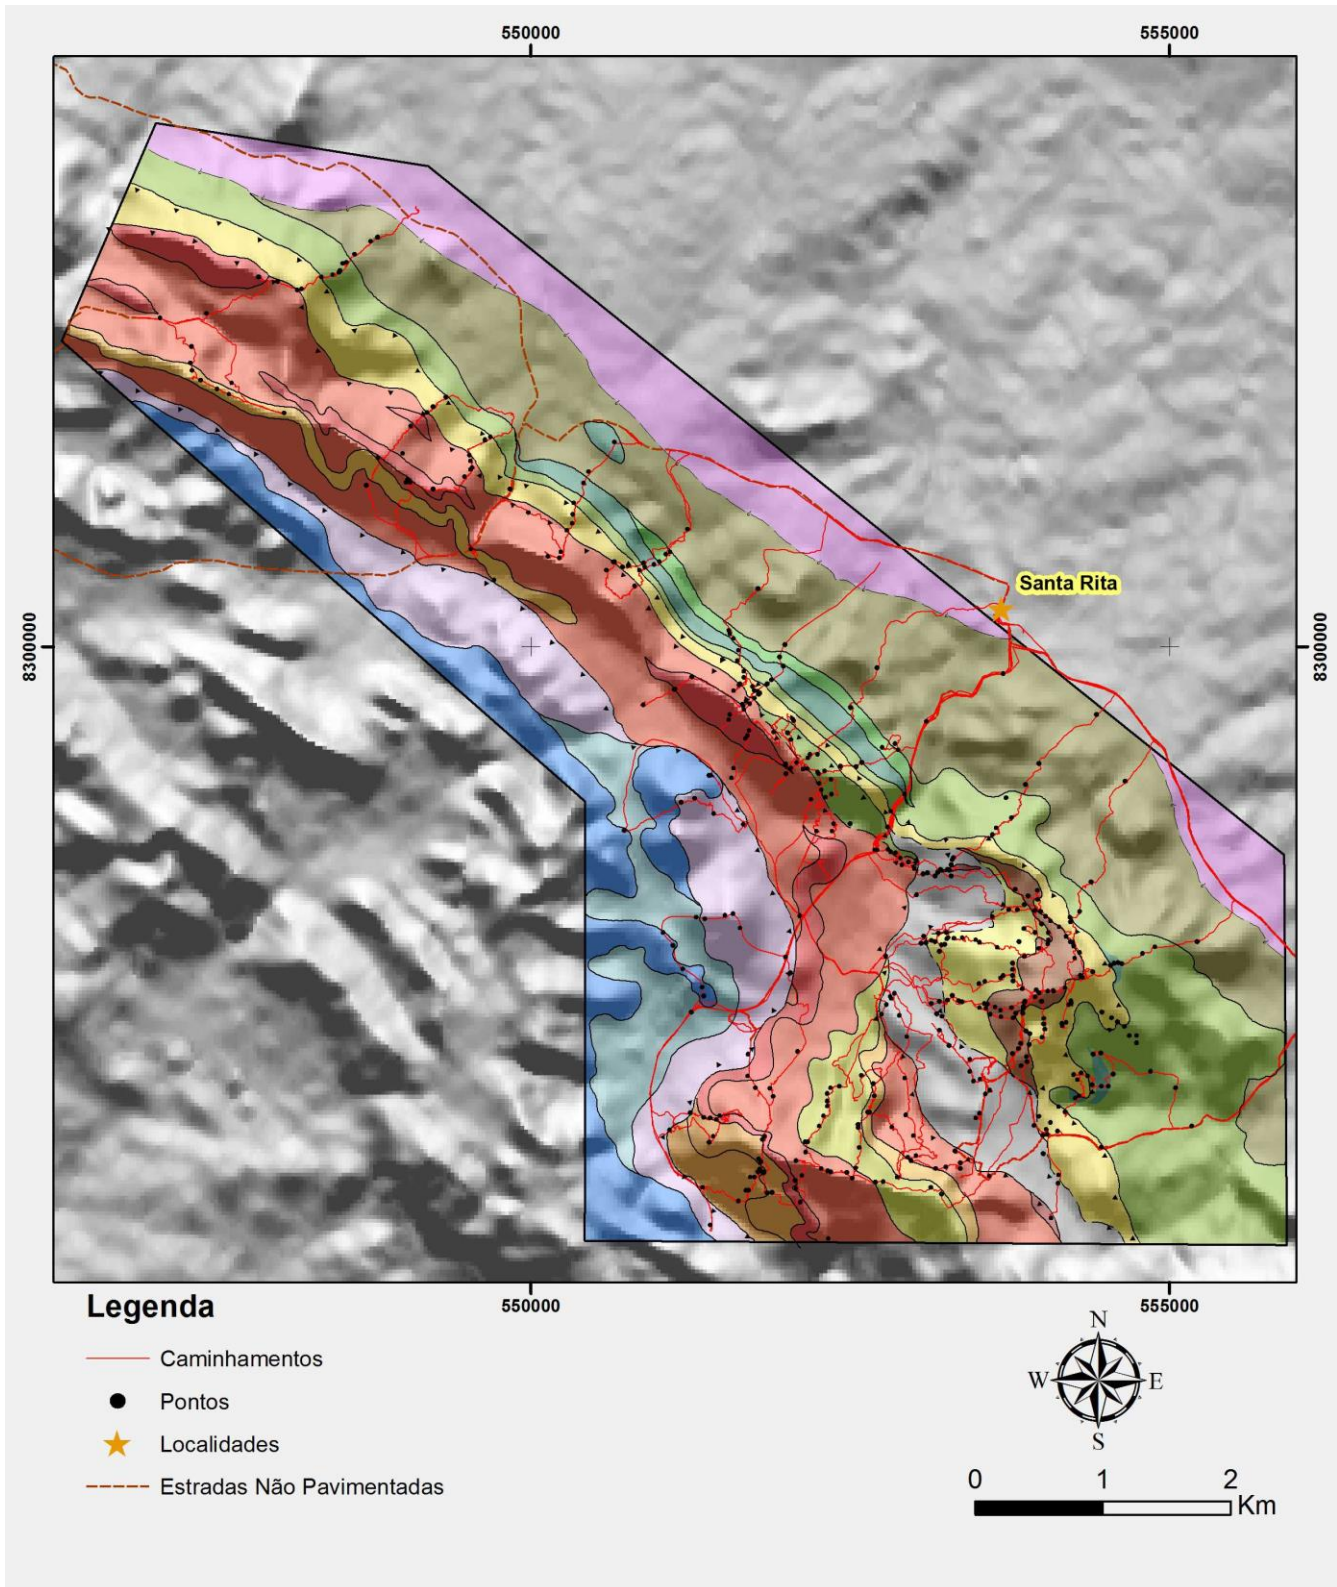 550000
555000
Santa Rita
8300000
8300000
550000
555000
Legenda
Caminhamentos
Pontos
Localidades
Estradas Não Pavimentadas
N
W
E
S
0
1
2
Km